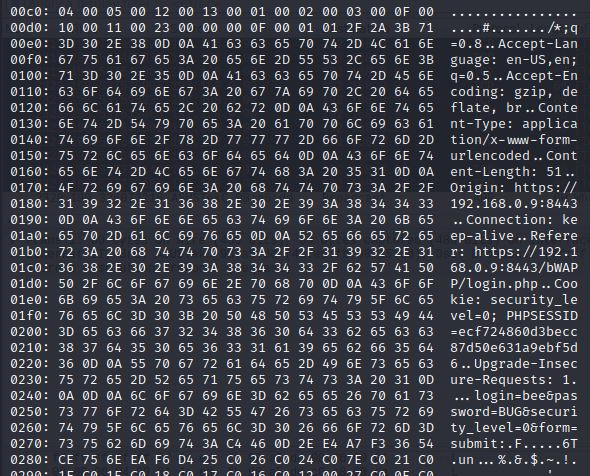 00c0: 04 00 05 00 12 00 13 00 01 00 02 00 03 00 0F 00 ................
00d0: 10 00 11 00 23 00 00 00 0F 00 01 01 2F 2A 3B 71 ....#......./*;q
00e0: 3D 30 2E 38 0D 0A 41 63 63 65 70 74 2D 4C 61 6E =0.8..Accept-Lan
00f0: 67 75 61 67 65 3A 20 65 6E 2D 55 53 2C 65 6E 3B guage: en-US,en;
0100: 71 3D 30 2E 35 0D 0A 41 63 63 65 70 74 2D 45 6E q=0.5..Accept-En
0110: 63 6F 64 69 6E 67 3A 20 67 7A 69 70 2C 20 64 65 coding: gzip, de
0120: 66 6C 61 74 65 2C 20 62 72 0D 0A 43 6F 6E 74 65 flate, br..Conte
0130: 6E 74 2D 54 79 70 65 3A 20 61 70 70 6C 69 63 61 nt-Type: applica
0140: 74 69 6F 6E 2F 78 2D 77 77 77 2D 66 6F 72 6D 2D tion/x-www-form-
0150: 75 72 6C 65 6E 63 6F 64 65 64 0D 0A 43 6F 6E 74 urlencoded..Cont
0160: 65 6E 74 2D 4C 65 6E 67 74 68 3A 20 35 31 0D 0A ent-Length: 51..
0170: 4F 72 69 67 69 6E 3A 20 68 74 74 70 73 3A 2F 2F Origin: https://
0180: 31 39 32 2E 31 36 38 2E 30 2E 39 3A 38 34 34 33 192.168.0.9:8443
0190: 0D 0A 43 6F 6E 6E 65 63 74 69 6F 6E 3A 20 6B 65 ..Connection: ke
01a0: 65 70 2D 61 6C 69 76 65 0D 0A 52 65 66 65 72 65 ep-alive..Refere
01b0: 72 3A 20 68 74 74 70 73 3A 2F 2F 31 39 32 2E 31 r: https://192.1
01c0: 36 38 2E 30 2E 39 3A 38 34 34 33 2F 62 57 41 50 68.0.9:8443/bWAP
01d0: 50 2F 6C 6F 67 69 6E 2E 70 68 70 0D 0A 43 6F 6F P/login.php..Coo
01e0: 6B 69 65 3A 20 73 65 63 75 72 69 74 79 5F 6C 65 kie: security_le
01f0: 76 65 6C 3D 30 3B 20 50 48 50 53 45 53 53 49 44 vel=0; PHPSESSID
0200: 3D 65 63 66 37 32 34 38 36 30 64 33 62 65 63 63 =ecf724860d3becc
0210: 38 37 64 35 30 65 36 33 31 61 39 65 62 66 35 64 87d50e631a9ebf5d
0220: 36 0D 0A 55 70 67 72 61 64 65 2D 49 6E 73 65 63 6..Upgrade-Insec
0230: 75 72 65 2D 52 65 71 75 65 73 74 73 3A 20 31 0D ure-Requests: 1.
0240: 0A 0D 0A 6C 6F 67 69 6E 3D 62 65 65 26 70 61 73 ...login=bee&pas
0250: 73 77 6F 72 64 3D 42 55 47 26 73 65 63 75 72 69 sword=BUG&securi
0260: 74 79 5F 6C 65 76 65 6C 3D 30 26 66 6F 72 6D 3D ty_level=0&form=
0270: 73 75 62 6D 69 74 3A C4 46 0D 2E E4 A7 F3 36 54 submit:.F.....6T
0280: CE 75 6E EA F6 D4 25 C0 26 C0 24 C0 7E C0 21 C0 .un...%.&.$.~.!.